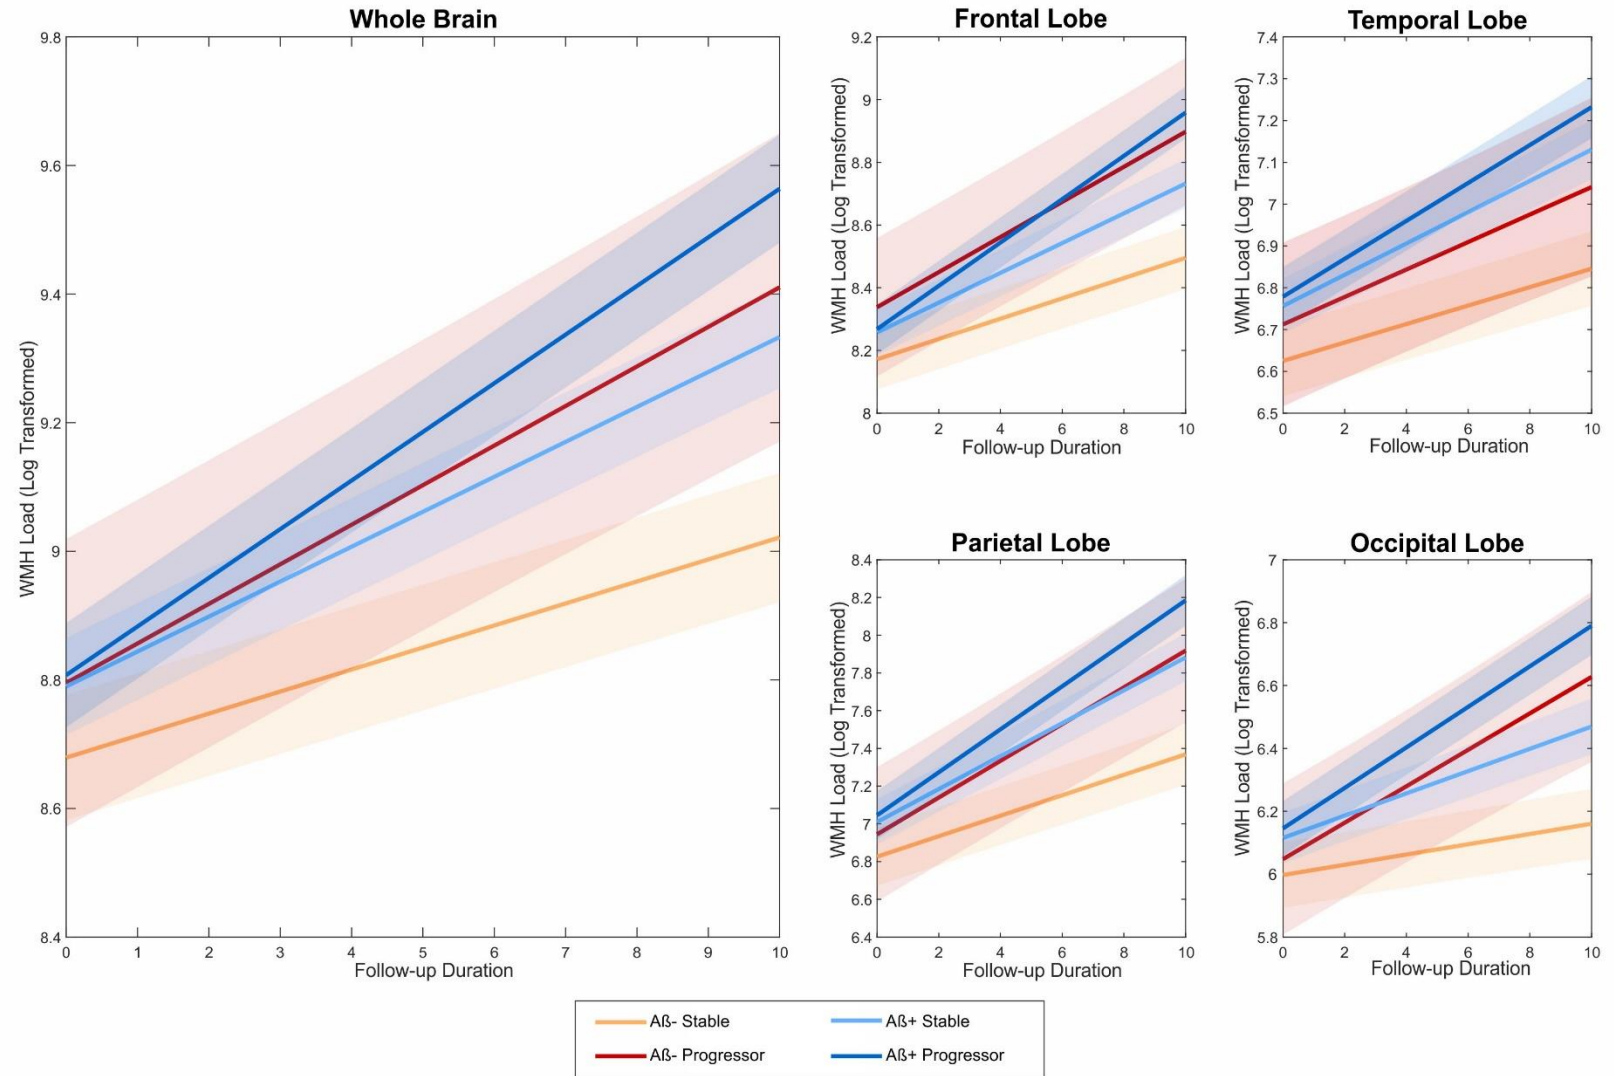 Whole Brain
WMH Load (Log Transformed)
9.8
9.6
9.4
9.2
9
8.8
8.6
8.4
0 1 2 3 4 5 6 7 8 9 10
Follow-up Duration
Frontal Lobe
WMH Load (Log Transformed)
9.2
9
8.8
8.6
8.4
8.2
8
0 2 4 6 8 10
Follow-up Duration
Temporal Lobe
WMH Load (Log Transformed)
7.4
7.3
7.2
7.1
7
6.9
6.8
6.7
6.6
6.5
0 2 4 6 8 10
Follow-up Duration
Parietal Lobe
WMH Load (Log Transformed)
8.4
8.2
8
7.8
7.6
7.4
7.2
7
6.8
6.6
6.4
0 2 4 6 8 10
Follow-up Duration
Occipital Lobe
WMH Load (Log Transformed)
7
6.8
6.6
6.4
6.2
6
5.8
0 2 4 6 8 10
Follow-up Duration
Aß- Stable
Aß+ Stable
Aß- Progressor
Aß+ Progressor